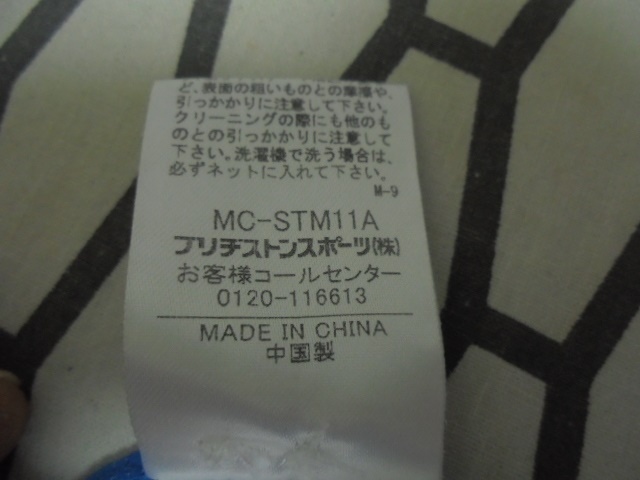 ど、表面の粗いものとの摩擦や、
引っかかりに注意して下さい。
クリーニングの際にも他のも
のとの引っかかりに注意して
下さい。洗濯機で洗う場合は、
必ずネットに入れて下さい。
M-9
MC-STM11A
ブリヂストンスポーツ(株)
お客様コールセンター
0120-116613
MADE IN CHINA
中国製